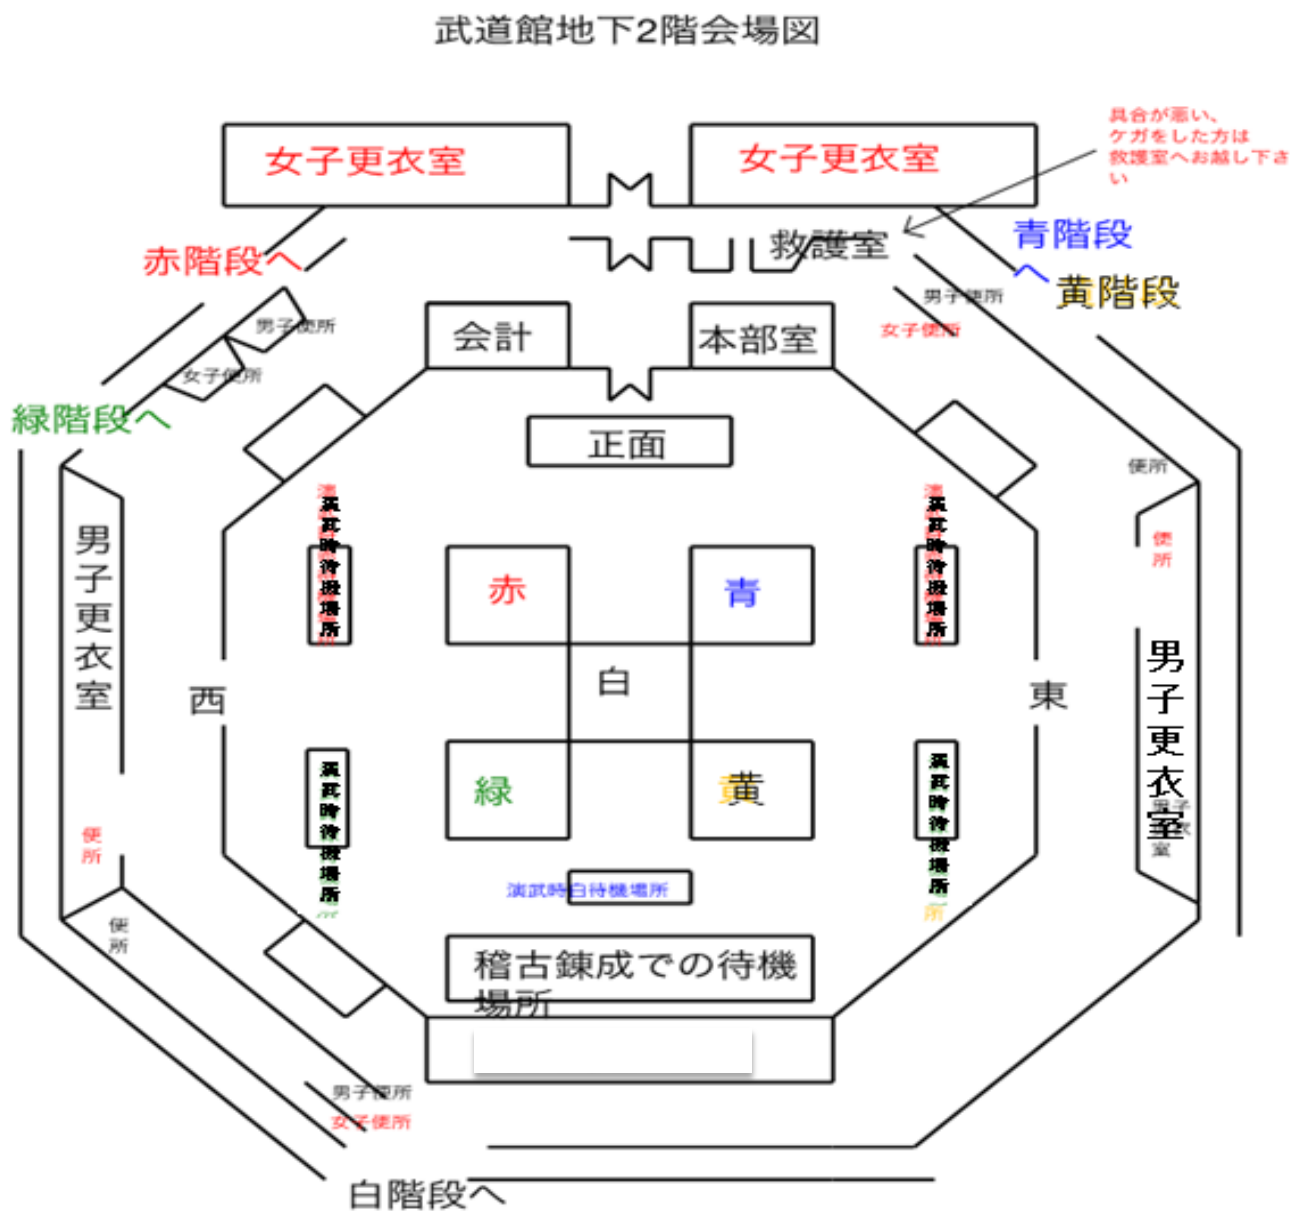 武道館地下2階会場図
具合が悪い、
ケガをした方は
救護室へお越し下さ
い
女子更衣室
女子更衣室
青階段
へ
救護室
赤階段へ
黄階段
男子便所
男子便所
女子便所
会計
本部室
女子便所
緑階段へ
正面
便所
演武時待機場所
演武時待機場所
便
所
男子更衣室
赤
青
男子更衣室
白
西
東
演武時待機場所
演武時待機場所
緑
黄
男子
室
便
所
演武時白待機場所
所
便
所
稽古錬成での待機
場所
男子便所
女子便所
白階段へ